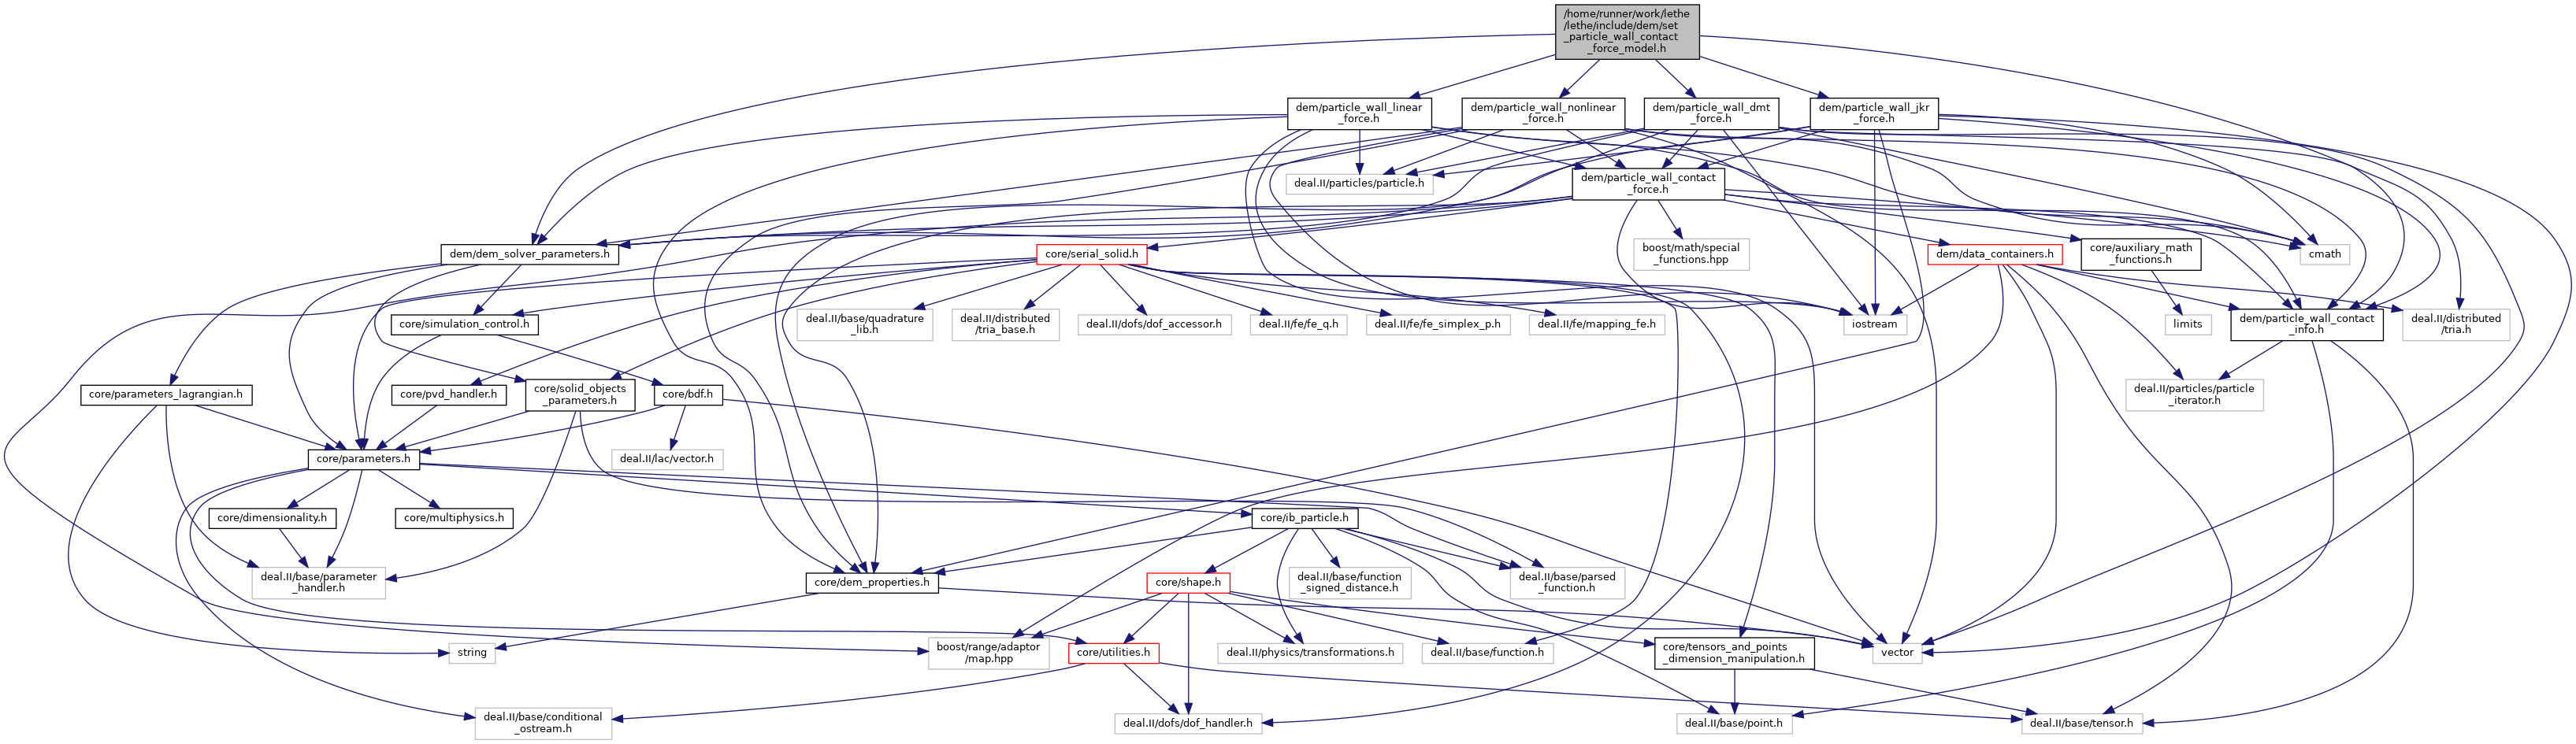 /home/runner/work/lethe
/lethe/include/dem/set
_particle_wall_contact
_force_model.h
dem/particle_wall_linear
_force.h
dem/particle_wall_nonlinear
_force.h
dem/particle_wall_dmt
_force.h
dem/particle_wall_jkr
_force.h
deal.II/particles/particle.h
dem/particle_wall_contact
_force.h
dem/dem_solver_parameters.h
core/serial_solid.h
boost/math/special
_functions.hpp
dem/data_containers.h
core/auxiliary_math
_functions.h
cmath
core/simulation_control.h
deal.II/base/quadrature
_lib.h
deal.II/distributed
/tria_base.h
deal.II/dofs/dof_accessor.h
deal.II/fe/fe_q.h
deal.II/fe/fe_simplex_p.h
deal.II/fe/mapping_fe.h
iostream
limits
dem/particle_wall_contact
_info.h
deal.II/distributed
/tria.h
core/parameters_lagrangian.h
core/pvd_handler.h
core/solid_objects
_parameters.h
core/bdf.h
deal.II/particles/particle
_iterator.h
core/parameters.h
deal.II/lac/vector.h
core/dimensionality.h
core/multiphysics.h
core/ib_particle.h
deal.II/base/parameter
_handler.h
core/dem_properties.h
core/shape.h
deal.II/base/function
_signed_distance.h
deal.II/base/parsed
_function.h
string
boost/range/adaptor
/map.hpp
core/utilities.h
deal.II/physics/transformations.h
deal.II/base/function.h
core/tensors_and_points
_dimension_manipulation.h
vector
deal.II/base/conditional
_ostream.h
deal.II/dofs/dof_handler.h
deal.II/base/point.h
deal.II/base/tensor.h